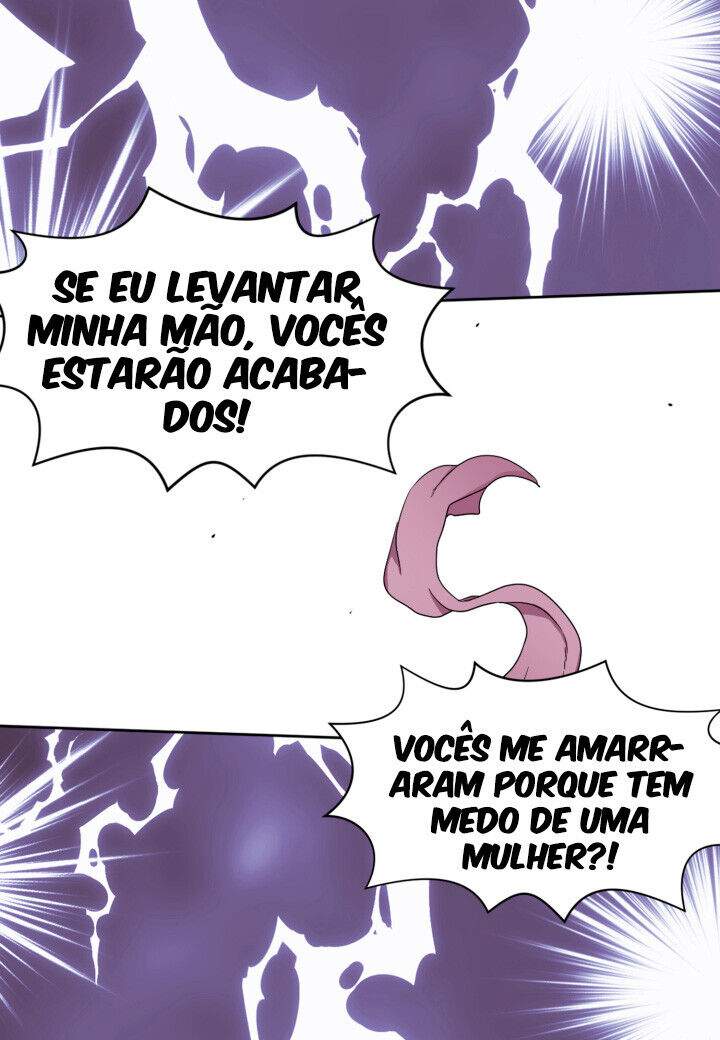 SE EU LEVANTAR
MINHA MÃO, VOCÊS
ESTARÃO ACABA-
DOS!
VOCÊS ME AMARR-
ARAM PORQUE TEM
MEDO DE UMA
MULHER?!